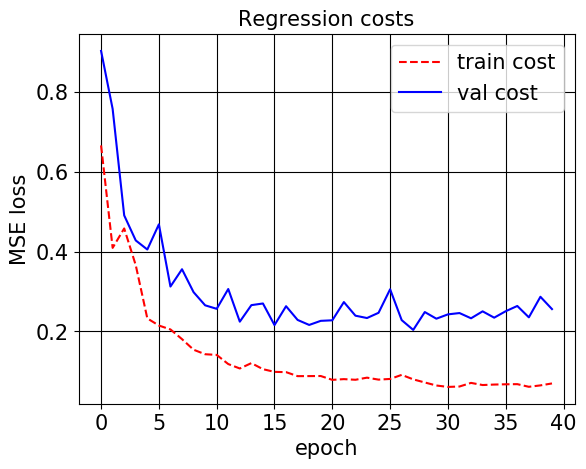 Regression costs
train cost
val cost
MSE loss
0.8
0.6
0.4
0.2
0 5 10 15 20 25 30 35 40
epoch